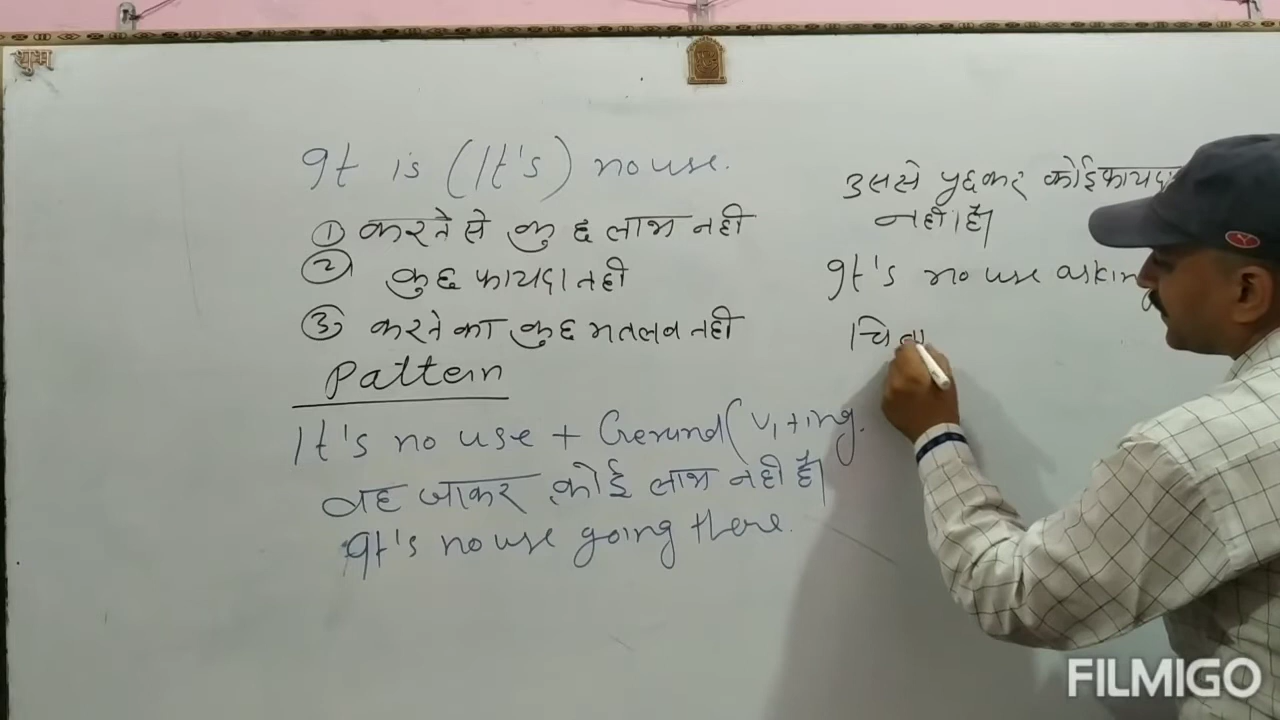 शुभ
It is (It's) no use.
① करने से कुछ लाभ नही
② कुछ फायदा नही
③ करने का कुछ मतलब नही
Pattern
It's no use + Gerund (V₁+ing.
वह जाकर कोई लाभ नही है।
It's no use going there.
उससे पुछकर कोई फायदा
नही है।
It's no use asking
चिन्
FILMIGO